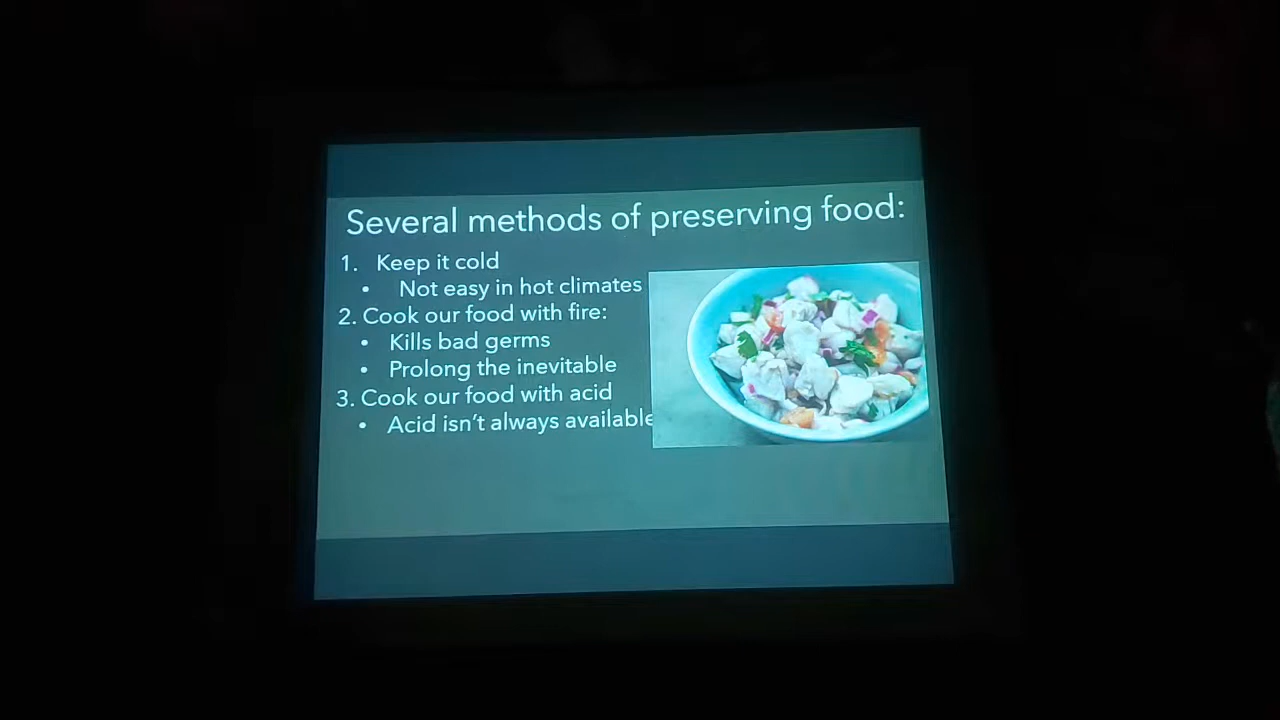 Several methods of preserving food:
1. Keep it cold
• Not easy in hot climates
2. Cook our food with fire:
• Kills bad germs
• Prolong the inevitable
3. Cook our food with acid
• Acid isn't always available